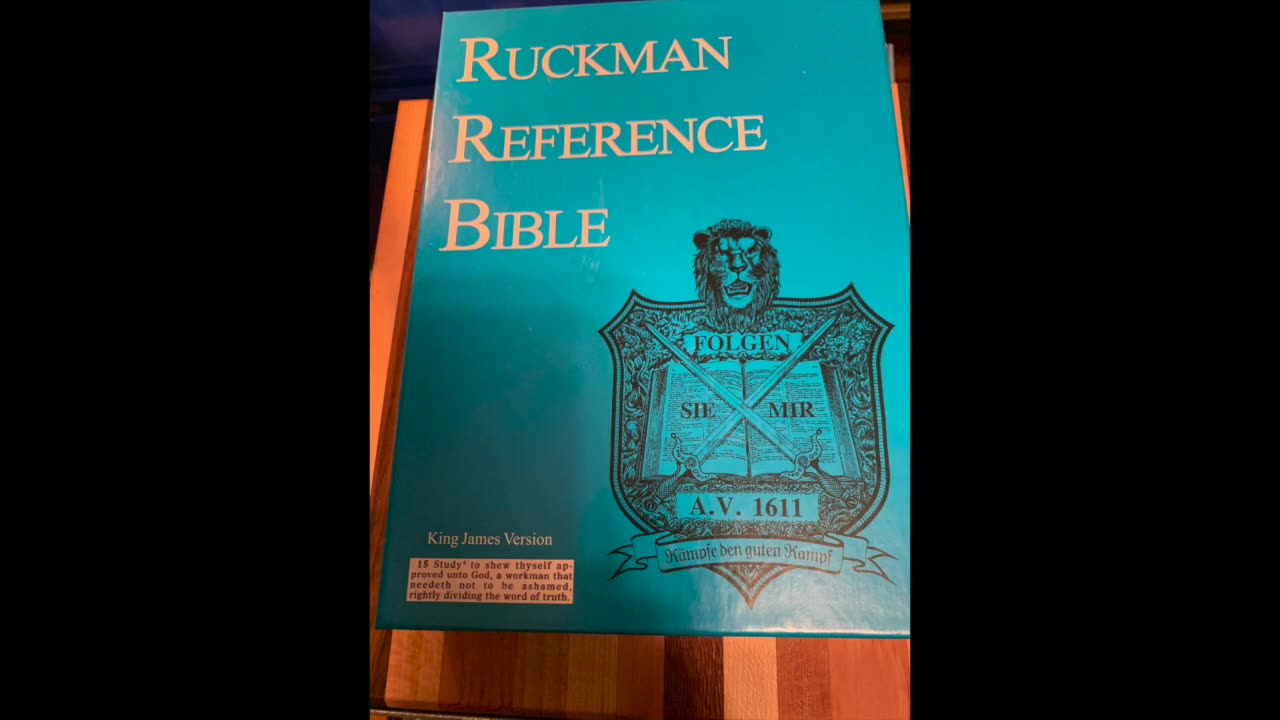 RUCKMAN
REFERENCE
BIBLE
FOLGEN
SIE MIR
A.V. 1611
Kämpfe den guten Kampf
King James Version
15 Study⁺ to shew thyself ap-
proved unto God, a workman that
needeth not to be ashamed,
rightly dividing the word of truth.